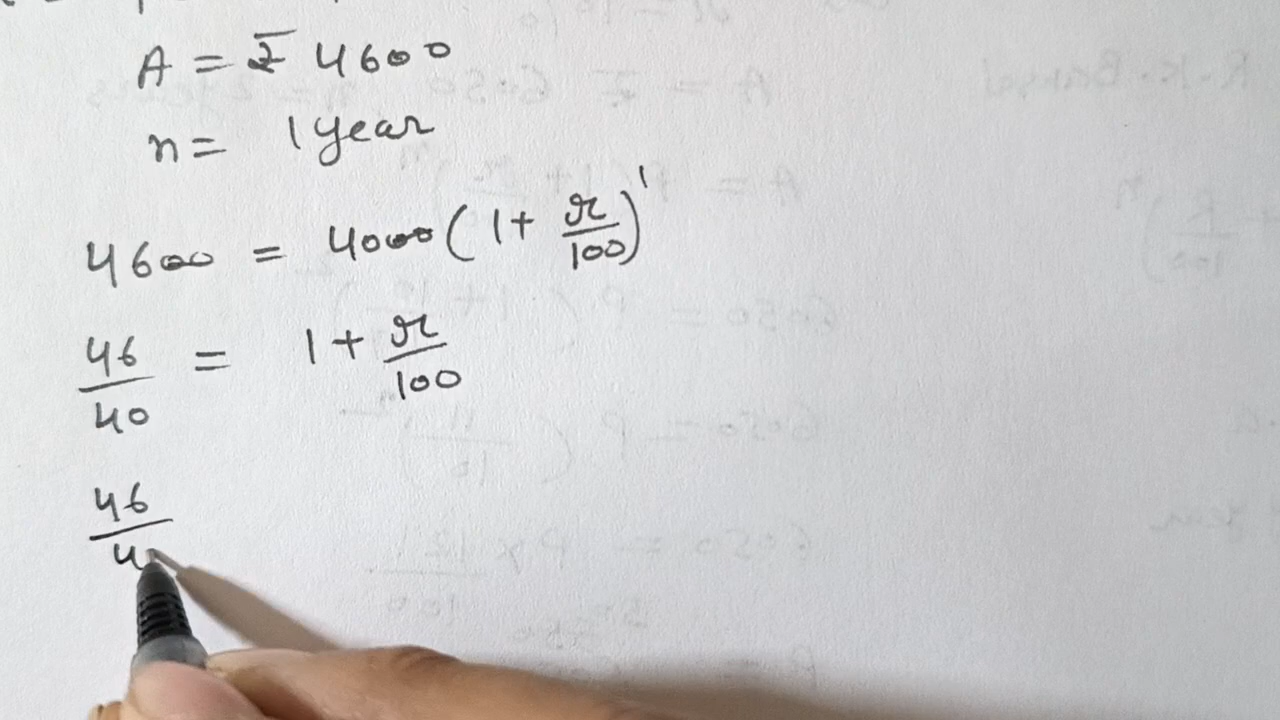 A = ₹ 4600
n = 1 year
4600 = 4000 ( 1 + r/100 )^1
46/40 = 1 + r/100
46/4